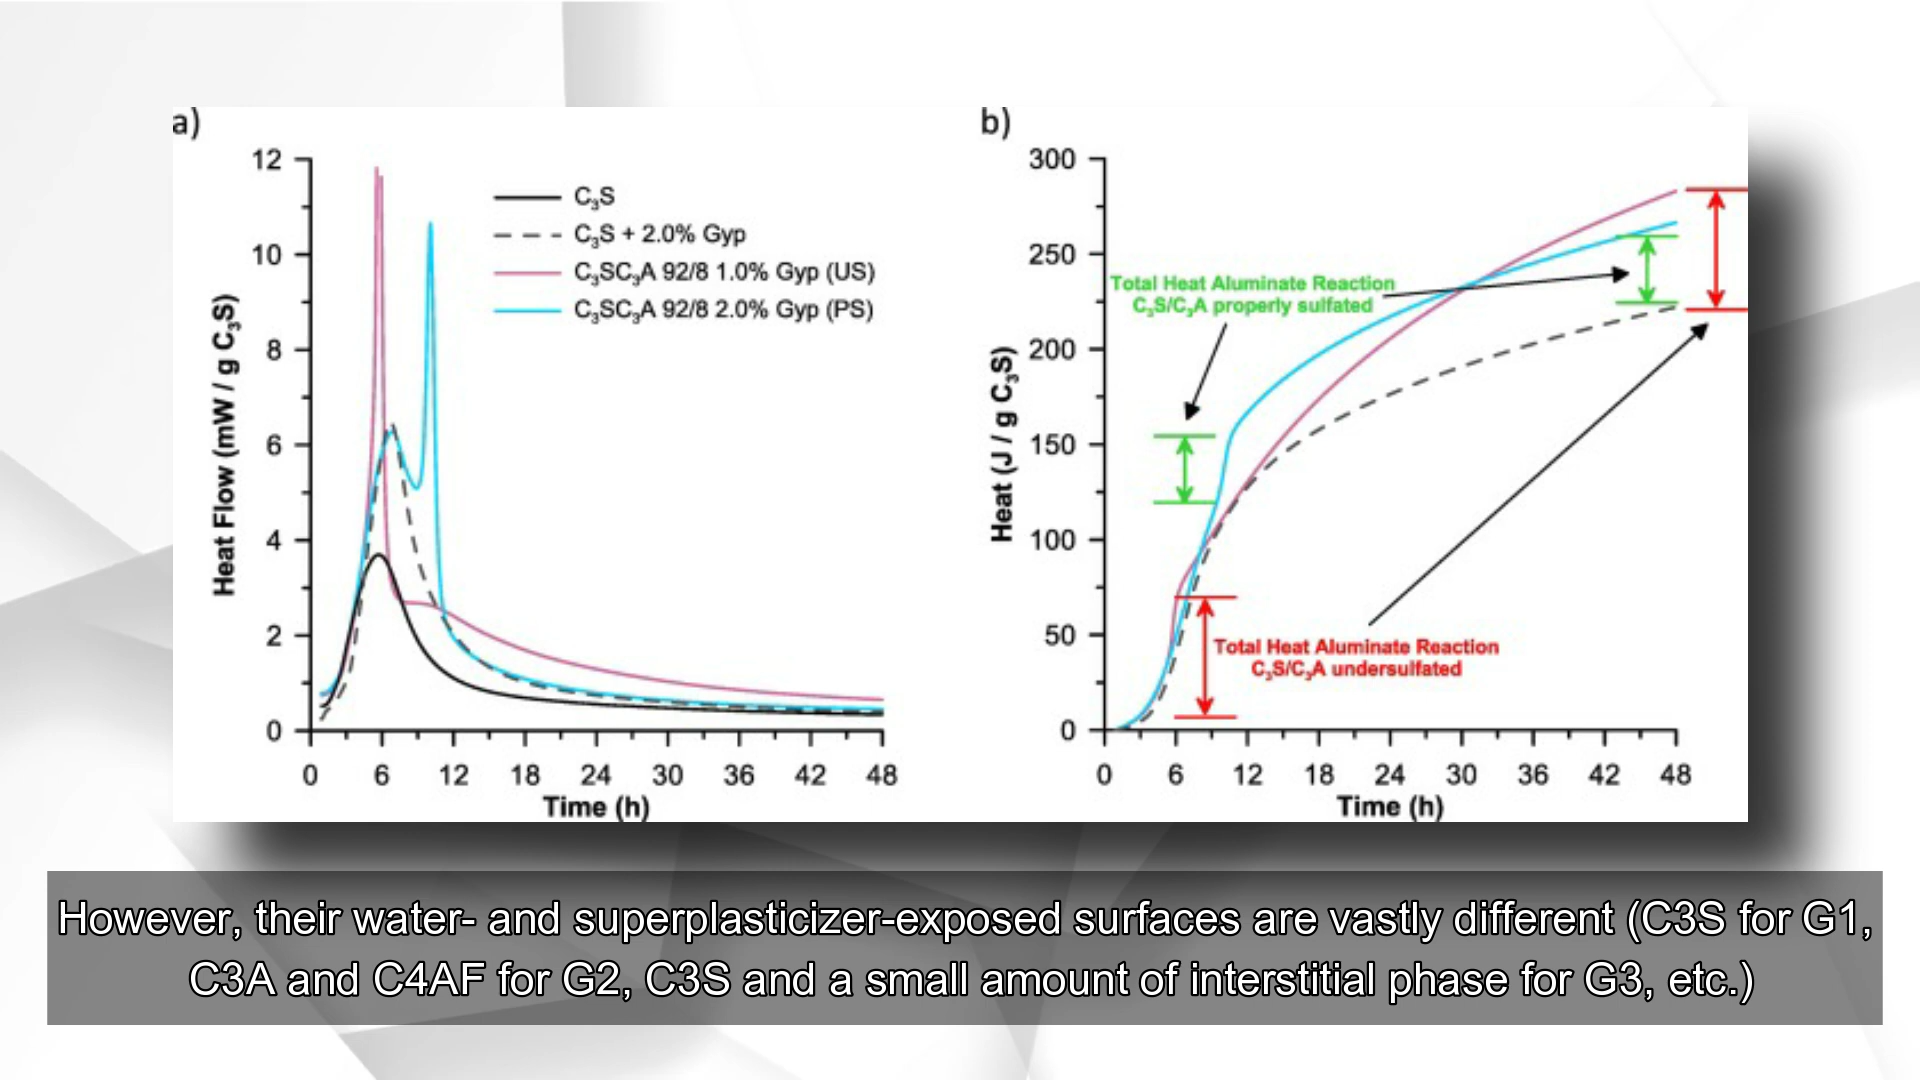 a)
12
10
8
6
4
2
0
Heat Flow (mW / g C₃S)
C₃S
C₃S + 2.0% Gyp
C₃SC₃A 92/8 1.0% Gyp (US)
C₃SC₃A 92/8 2.0% Gyp (PS)
0 6 12 18 24 30 36 42 48
Time (h)
b)
300
250
200
150
100
50
0
Heat (J / g C₃S)
Total Heat Aluminate Reaction
C₃S/C₃A properly sulfated
Total Heat Aluminate Reaction
C₃S/C₃A undersulfated
0 6 12 18 24 30 36 42 48
Time (h)
However, their water- and superplasticizer-exposed surfaces are vastly different (C3S for G1,
C3A and C4AF for G2, C3S and a small amount of interstitial phase for G3, etc.)